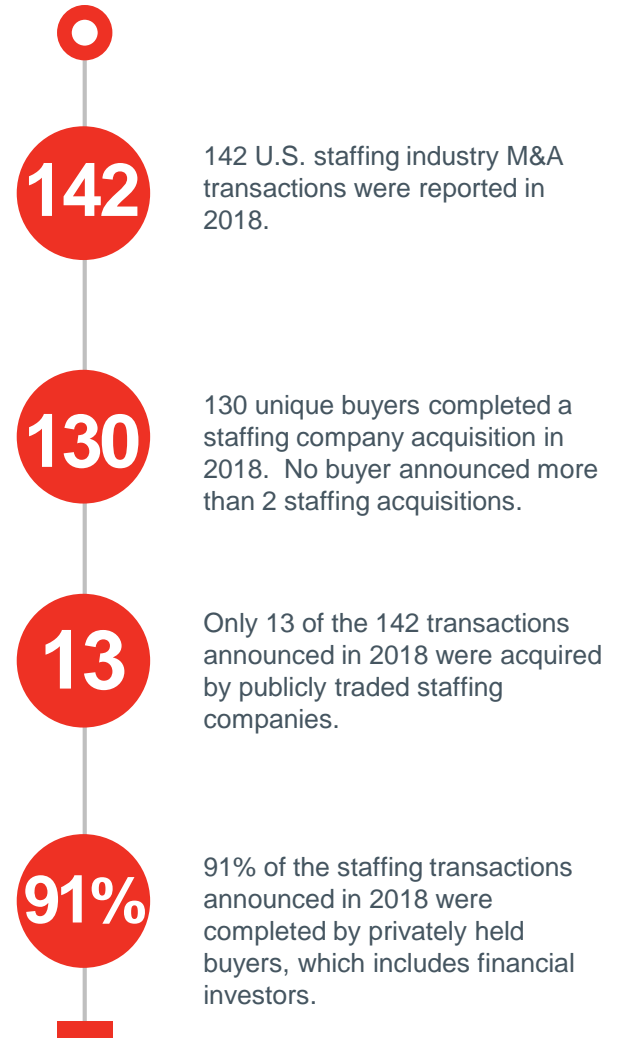 142
142 U.S. staffing industry M&A
transactions were reported in
2018.
130
130 unique buyers completed a
staffing company acquisition in
2018.  No buyer announced more
than 2 staffing acquisitions.
13
Only 13 of the 142 transactions
announced in 2018 were acquired
by publicly traded staffing
companies.
91%
91% of the staffing transactions
announced in 2018 were
completed by privately held
buyers, which includes financial
investors.